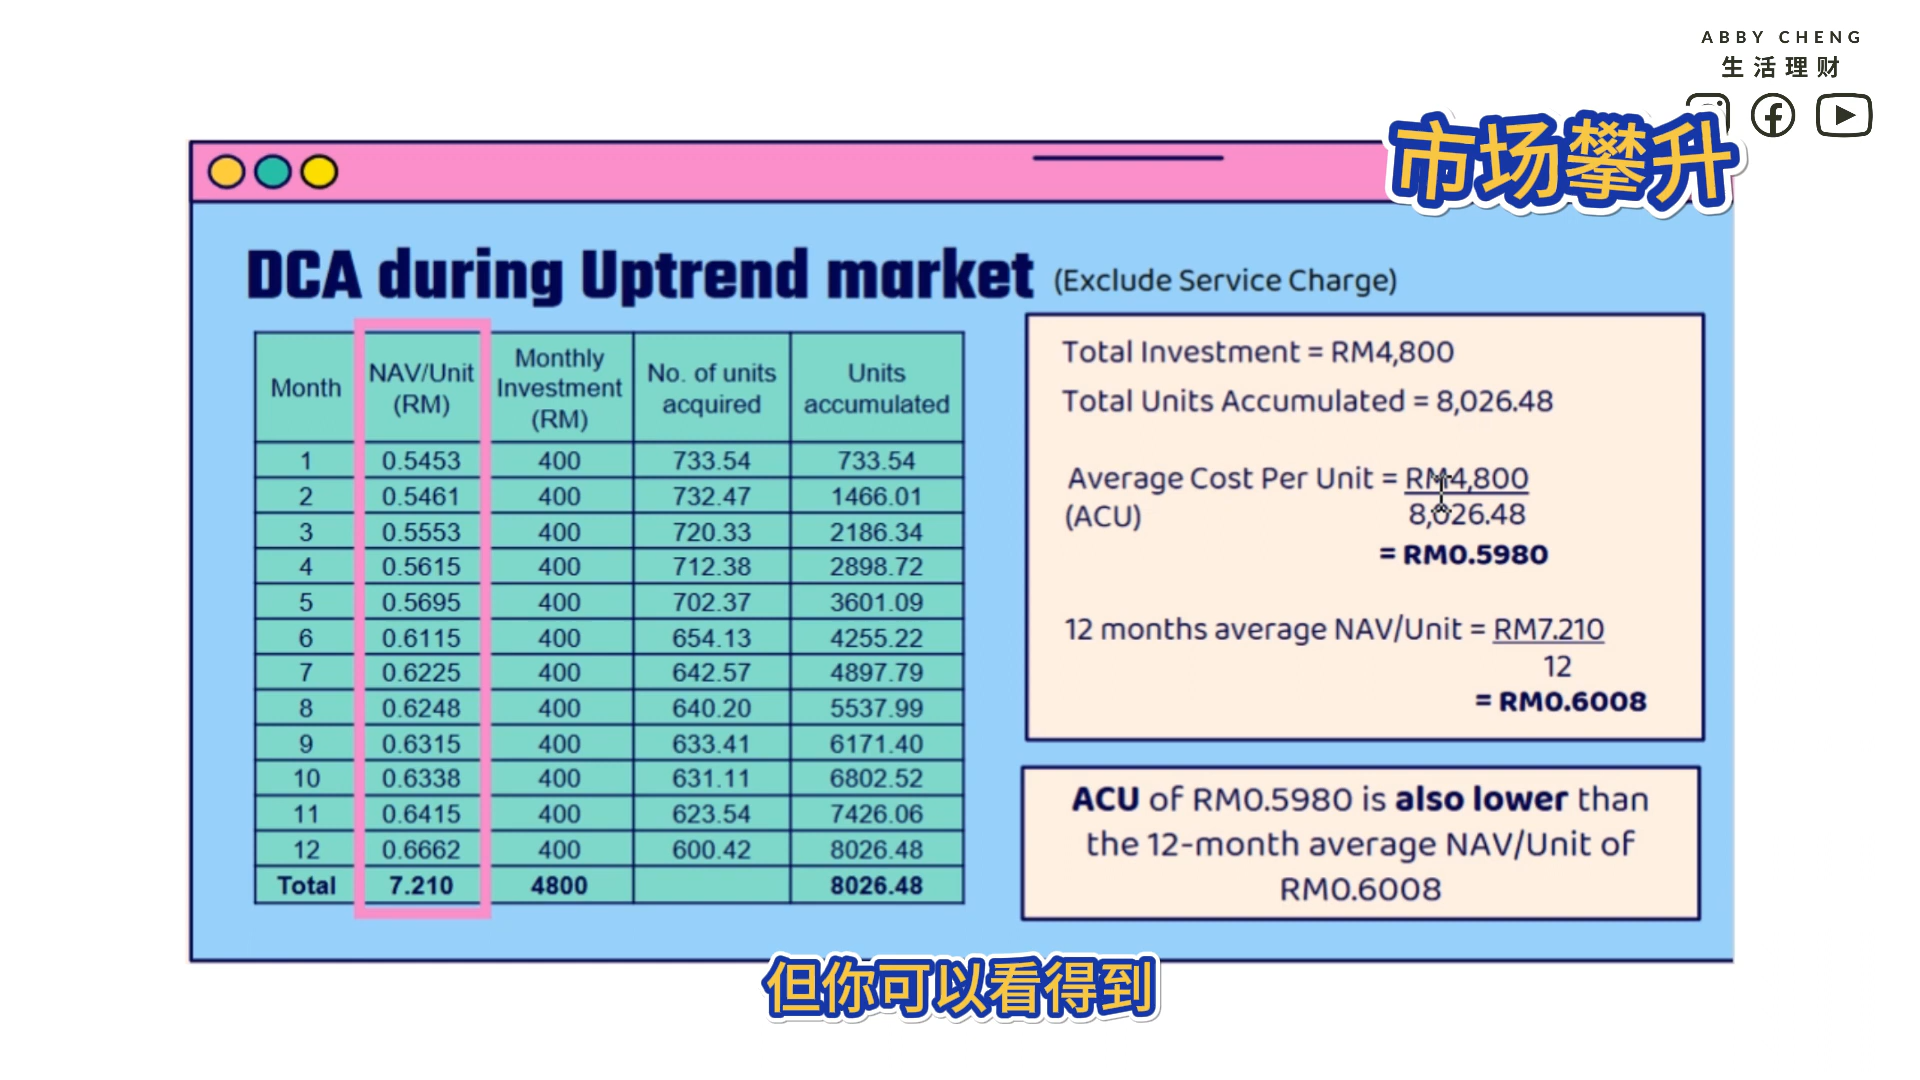 ABBY CHENG
生活理财
市场攀升
DCA during Uptrend market (Exclude Service Charge)
Month NAV/Unit (RM) Monthly Investment (RM) No. of units acquired Units accumulated
1 0.5453 400 733.54 733.54
2 0.5461 400 732.47 1466.01
3 0.5553 400 720.33 2186.34
4 0.5615 400 712.38 2898.72
5 0.5695 400 702.37 3601.09
6 0.6115 400 654.13 4255.22
7 0.6225 400 642.57 4897.79
8 0.6248 400 640.20 5537.99
9 0.6315 400 633.41 6171.40
10 0.6338 400 631.11 6802.52
11 0.6415 400 623.54 7426.06
12 0.6662 400 600.42 8026.48
Total 7.210 4800 8026.48
Total Investment = RM4,800
Total Units Accumulated = 8,026.48
Average Cost Per Unit = RM4,800
(ACU) 8,026.48
= RM0.5980
12 months average NAV/Unit = RM7.210
12
= RM0.6008
ACU of RM0.5980 is also lower than
the 12-month average NAV/Unit of
RM0.6008
但你可以看得到